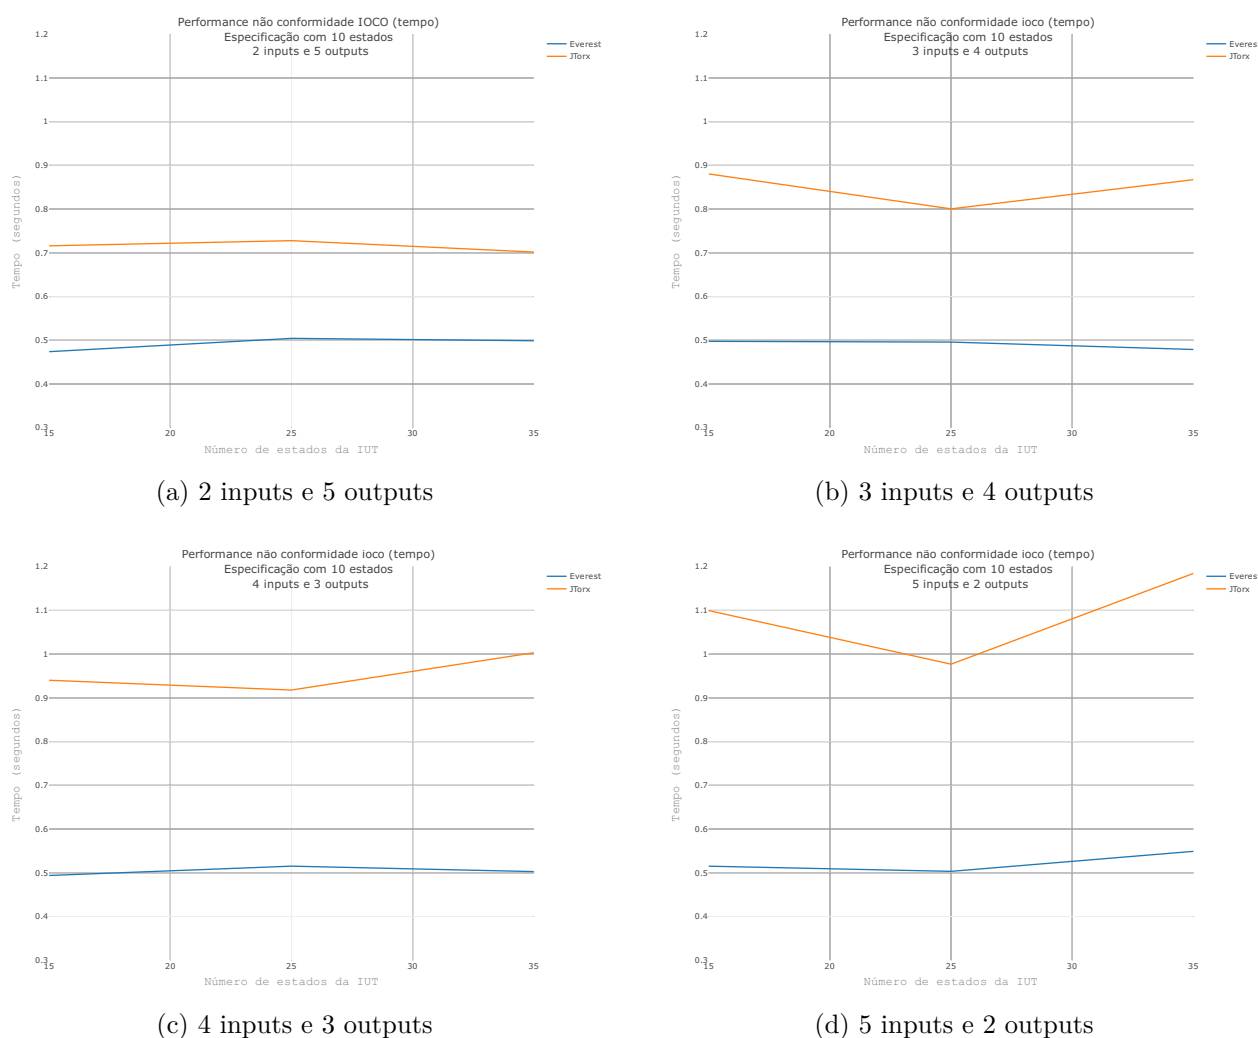 Performance não conformidade IOCO (tempo)
Especificação com 10 estados
2 inputs e 5 outputs
Everest
JTorx
1.2
1.1
1
0.9
0.8
0.7
0.6
0.5
0.4
0.3
Tempo (segundos)
15
20
25
30
35
Número de estados da IUT
(a) 2 inputs e 5 outputs
Performance não conformidade ioco (tempo)
Especificação com 10 estados
3 inputs e 4 outputs
Everes
JTorx
1.2
1.1
1
0.9
0.8
0.7
0.6
0.5
0.4
0.3
Tempo (segundos)
15
20
25
30
35
Número de estados da IUT
(b) 3 inputs e 4 outputs
Performance não conformidade ioco (tempo)
Especificação com 10 estados
4 inputs e 3 outputs
Everest
JTorx
1.2
1.1
1
0.9
0.8
0.7
0.6
0.5
0.4
0.3
Tempo (segundos)
15
20
25
30
35
Número de estados da IUT
(c) 4 inputs e 3 outputs
Performance não conformidade ioco (tempo)
Especificação com 10 estados
5 inputs e 2 outputs
Everes
JTorx
1.2
1.1
1
0.9
0.8
0.7
0.6
0.5
0.4
0.3
Tempo (segundos)
15
20
25
30
35
Número de estados da IUT
(d) 5 inputs e 2 outputs